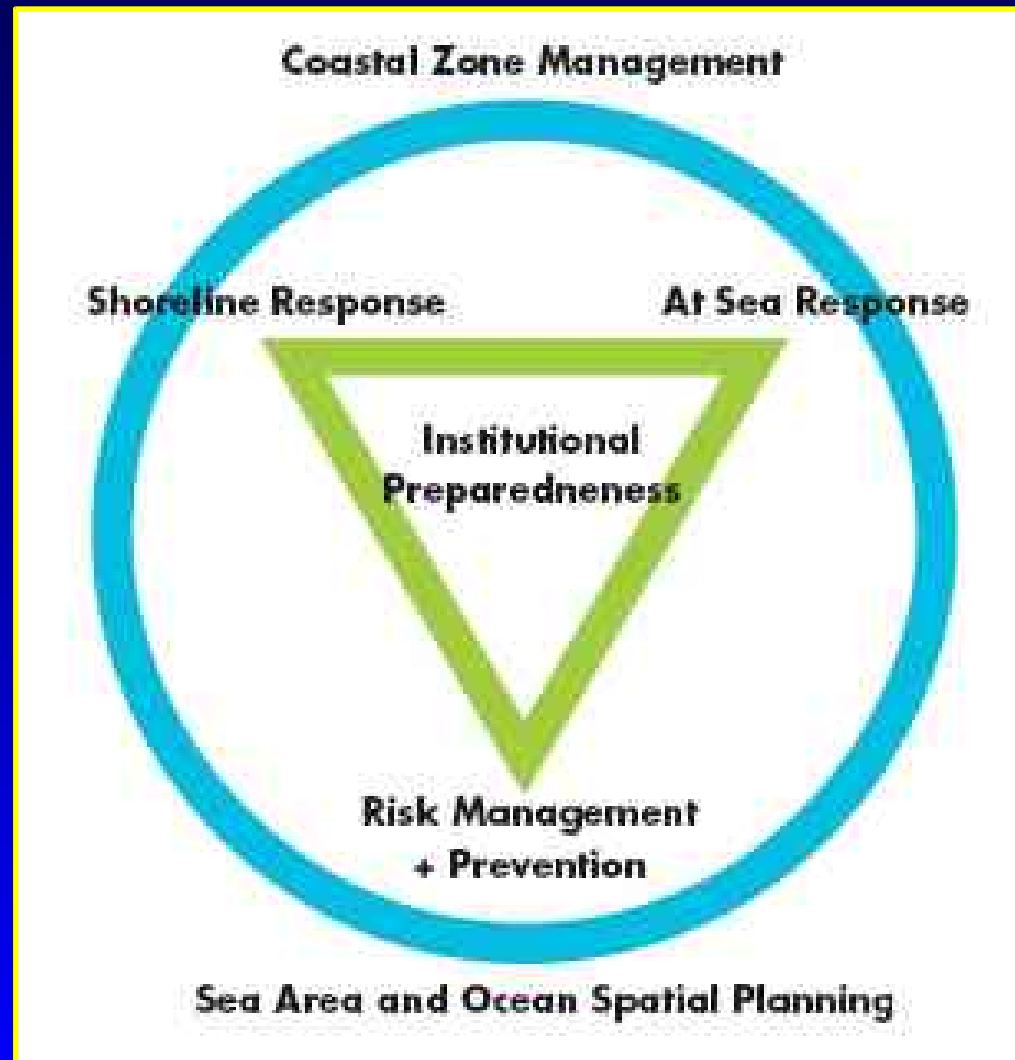 Coastal Zone Management
Shoreline Response
At Sea Response
Institutional
Preparedneness
Risk Management
+ Prevention
Sea Area and Ocean Spatial Planning